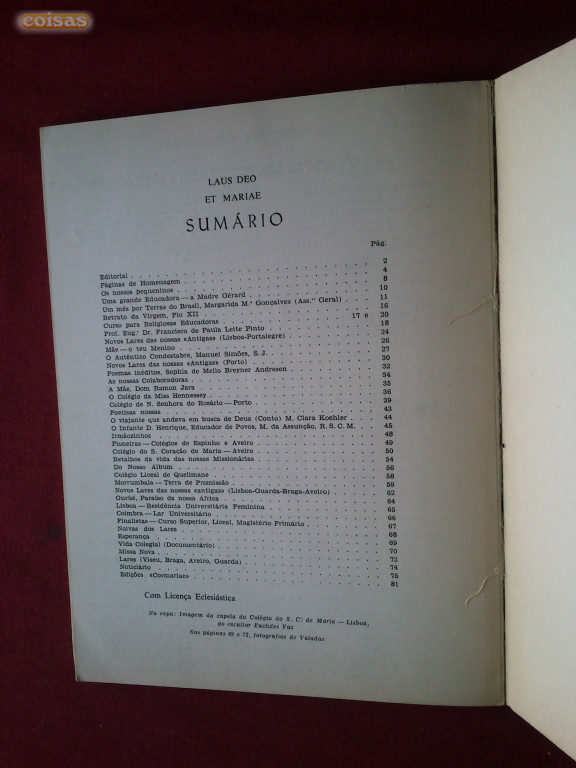 coisas
LAUS DEO
ET MARIAE
SUMÁRIO
Pág.
Editorial 2
Páginas de Homenagem 4
Os nossos pequeninos 8
Uma grande Educadora — a Madre Gérard 10
Um mês por Terras do Brasil, Margarida M.ª Gonçalves (Ass.te Geral) 11
Retrato da Virgem, Pio XII 16
Curso para Religiosas Educadoras 17 e 20
Prof. Eng.º Dr. Francisco de Paula Leite Pinto 18
Novos Lares das nossas «Antigas» (Lisboa-Portalegre) 24
Mãe — o teu Menino 26
O Autêntico Condestabre, Manuel Simões, S. J. 27
Novos Lares das nossas «Antigas» (Porto) 30
Poemas inéditos, Sophia de Mello Breyner Andresen 32
As nossas Colaboradoras 34
A Mãe, Dom Ramon Jara 35
O Colégio da Miss Hennessey 36
Colégio de N. Senhora do Rosário — Porto 39
Poetisas nossas 43
O viajante que andava em busca de Deus (Conto) M. Clara Koehler 44
O Infante D. Henrique, Educador de Povos, M. da Assunção, R. S. C. M. 45
Irmãozinhos 48
Pioneiras — Colégios de Espinho e Aveiro 49
Colégio do S. Coração de Maria — Aveiro 50
Retalhos da vida das nossas Missionárias 54
Do Nosso Álbum 56
Colégio Liceal de Quelimane 58
Morrumbala — Terra de Promissão 59
Novos Lares das nossas «antigas» (Lisboa-Guarda-Braga-Aveiro) 62
Gurúè, Paraíso da nossa África 64
Lisboa — Residência Universitária Feminina 65
Coimbra — Lar Universitário 66
Finalistas — Curso Superior, Liceal, Magistério Primário 67
Noivas dos Lares 68
Esperança 69
Vida Colegial (Documentário) 70
Missa Nova 72
Lares (Viseu, Braga, Aveiro, Guarda) 74
Noticiário 75
Edições «Cormariae» 81
Com Licença Eclesiástica
Na capa: Imagem da capela do Colégio do S. C.º de Maria — Lisboa,
do escultor Euclides Vaz
Nas páginas 65 e 72, fotografias de Valadas